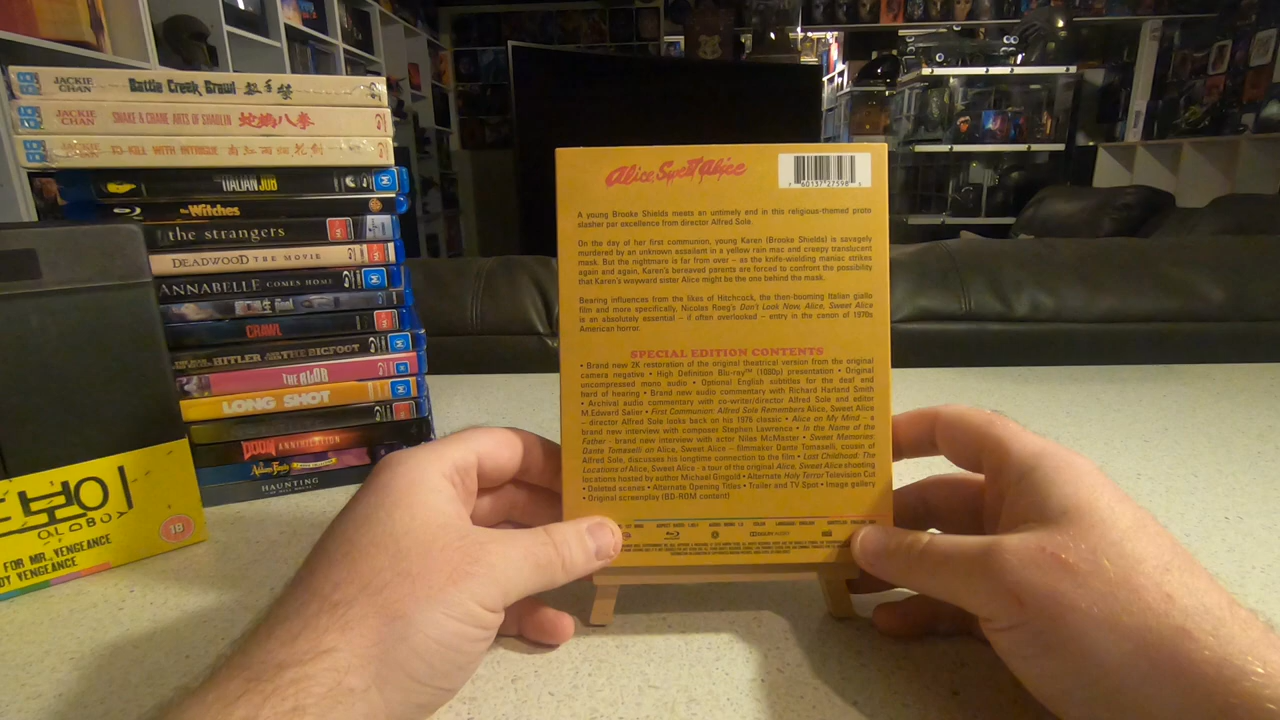 JACKIE CHAN Battle Creek Brawl 殺手壕
JACKIE CHAN SNAKE & CRANE ARTS OF SHAOLIN 蛇鶴八拳
TO KILL WITH INTRIGUE
THE ITALIAN JOB
the Witches
the strangers
DEADWOOD THE MOVIE
ANNABELLE COMES HOME
CRAWL
HITLER AND THEN THE BIGFOOT
THE BLOB
LONG SHOT
DOOM ANNIHILATION
Addams Family
HAUNTING
드보이
OLDBOY
18
FOR MR. VENGEANCE
DY VENGEANCE
Alice, Sweet Alice
7 60137 27598 5
A young Brooke Shields meets an untimely end in this religious-themed proto
slasher par excellence from director Alfred Sole.
On the day of her first communion, young Karen (Brooke Shields) is savagely
murdered by an unknown assailant in a yellow rain mac and creepy translucent
mask. But the nightmare is far from over – as the knife-wielding maniac strikes
again and again, Karen's bereaved parents are forced to confront the possibility
that Karen's wayward sister Alice might be the one behind the mask.
Bearing influences from the likes of Hitchcock, the then-booming Italian giallo
film and more specifically, Nicolas Roeg's Don't Look Now, Alice, Sweet Alice
is an absolutely essential – if often overlooked – entry in the canon of 1970s
American horror.
SPECIAL EDITION CONTENTS
• Brand new 2K restoration of the original theatrical version from the original
camera negative • High Definition Blu-ray™ (1080p) presentation • Original
uncompressed mono audio • Optional English subtitles for the deaf and
hard of hearing • Brand new audio commentary with Richard Harland Smith
• Archival audio commentary with co-writer/director Alfred Sole and editor
M.Edward Salier • First Communion: Alfred Sole Remembers Alice, Sweet Alice
– director Alfred Sole looks back on his 1976 classic • Alice on My Mind – a
brand new interview with composer Stephen Lawrence • In the Name of the
Father - brand new interview with actor Niles McMaster • Sweet Memories:
Dante Tomaselli on Alice, Sweet Alice – filmmaker Dante Tomaselli, cousin of
Alfred Sole, discusses his longtime connection to the film • Lost Childhood: The
Locations of Alice, Sweet Alice - a tour of the original Alice, Sweet Alice shooting
locations hosted by author Michael Gingold • Alternate Holy Terror Television Cut
• Deleted scenes • Alternate Opening Titles • Trailer and TV Spot • Image gallery
• Original screenplay (BD-ROM content)